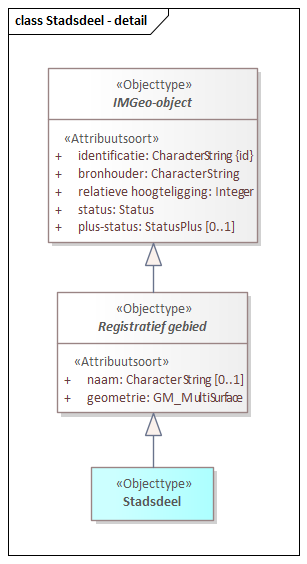 class Stadsdeel - detail
«Objecttype»
IMGeo-object
«Attribuutsoort»
+ identificatie: CharacterString {id}
+ bronhouder: CharacterString
+ relatieve hoogteligging: Integer
+ status: Status
+ plus-status: StatusPlus [0..1]
«Objecttype»
Registratief gebied
«Attribuutsoort»
+ naam: CharacterString [0..1]
+ geometrie: GM_MultiSurface
«Objecttype»
Stadsdeel